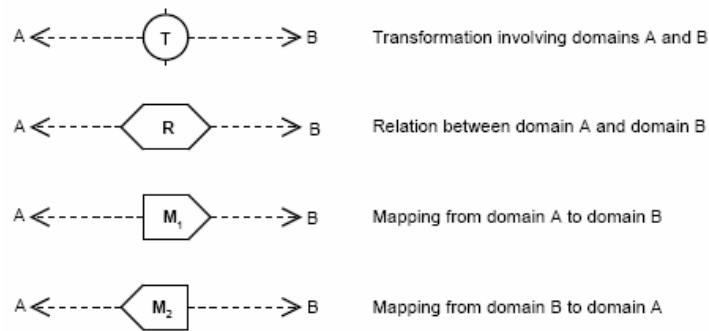 A T B Transformation involving domains A and B
A R B Relation between domain A and domain B
A M₁ B Mapping from domain A to domain B
A M₂ B Mapping from domain B to domain A